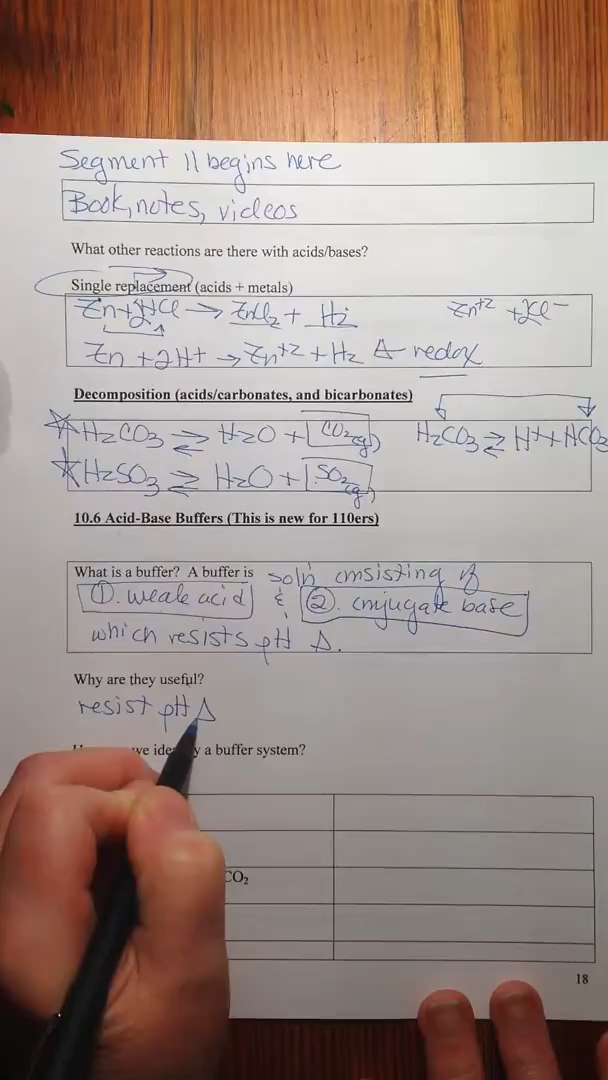 Segment 11 begins here
Book, notes, videos
What other reactions are there with acids/bases?
Single replacement (acids + metals)
Zn + 2HCl → ZnCl₂ + H₂ Zn⁺² + 2Cl⁻
Zn + 2H⁺ → Zn⁺² + H₂ Δ redox
Decomposition (acids/carbonates, and bicarbonates)
H₂CO₃ ⇌ H₂O + CO₂(g) H₂CO₃ ⇌ H⁺ + HCO₃
H₂SO₃ ⇌ H₂O + SO₂(g)
10.6 Acid-Base Buffers (This is new for 110ers)
What is a buffer? A buffer is soln consisting of
①. weak acid & ②. conjugate base
which resists pH Δ.
Why are they useful?
resist pH Δ
we identify a buffer system?
CO₂
18